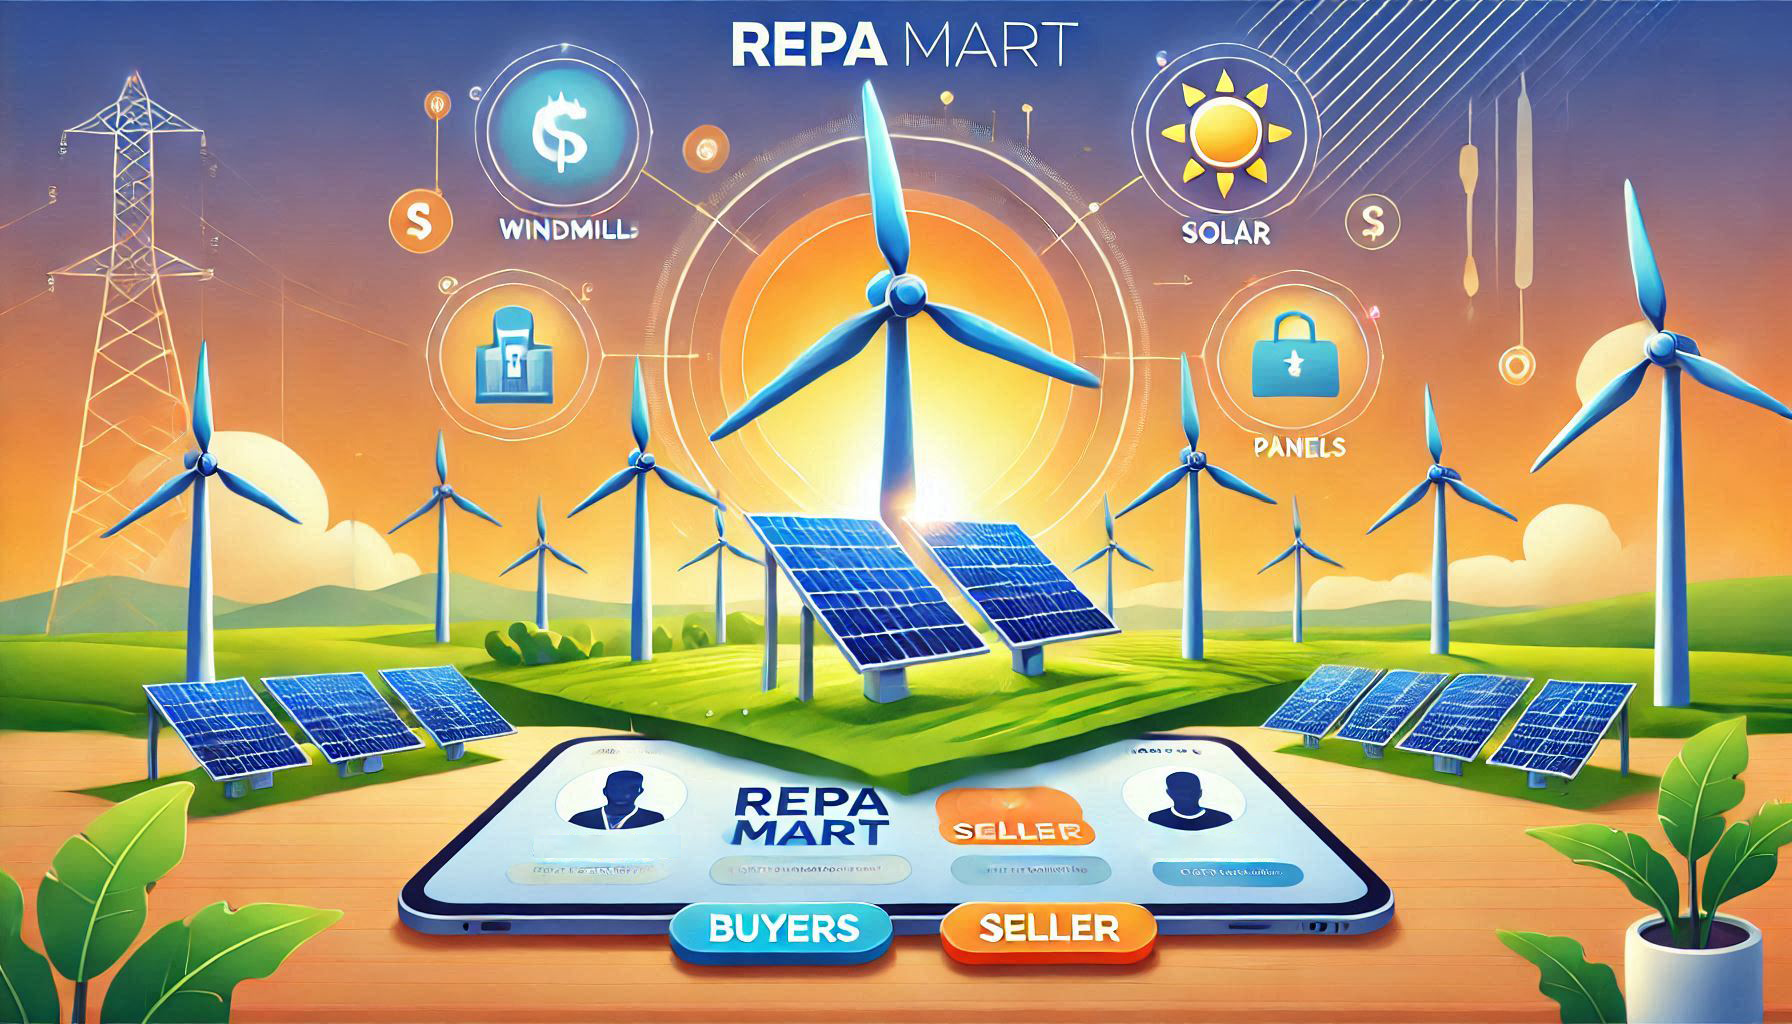 REPA MART
$
$
WINDMILL
SOLAR
$
PANELS
REPA
MART
SELLER
BUYERS
SELLER